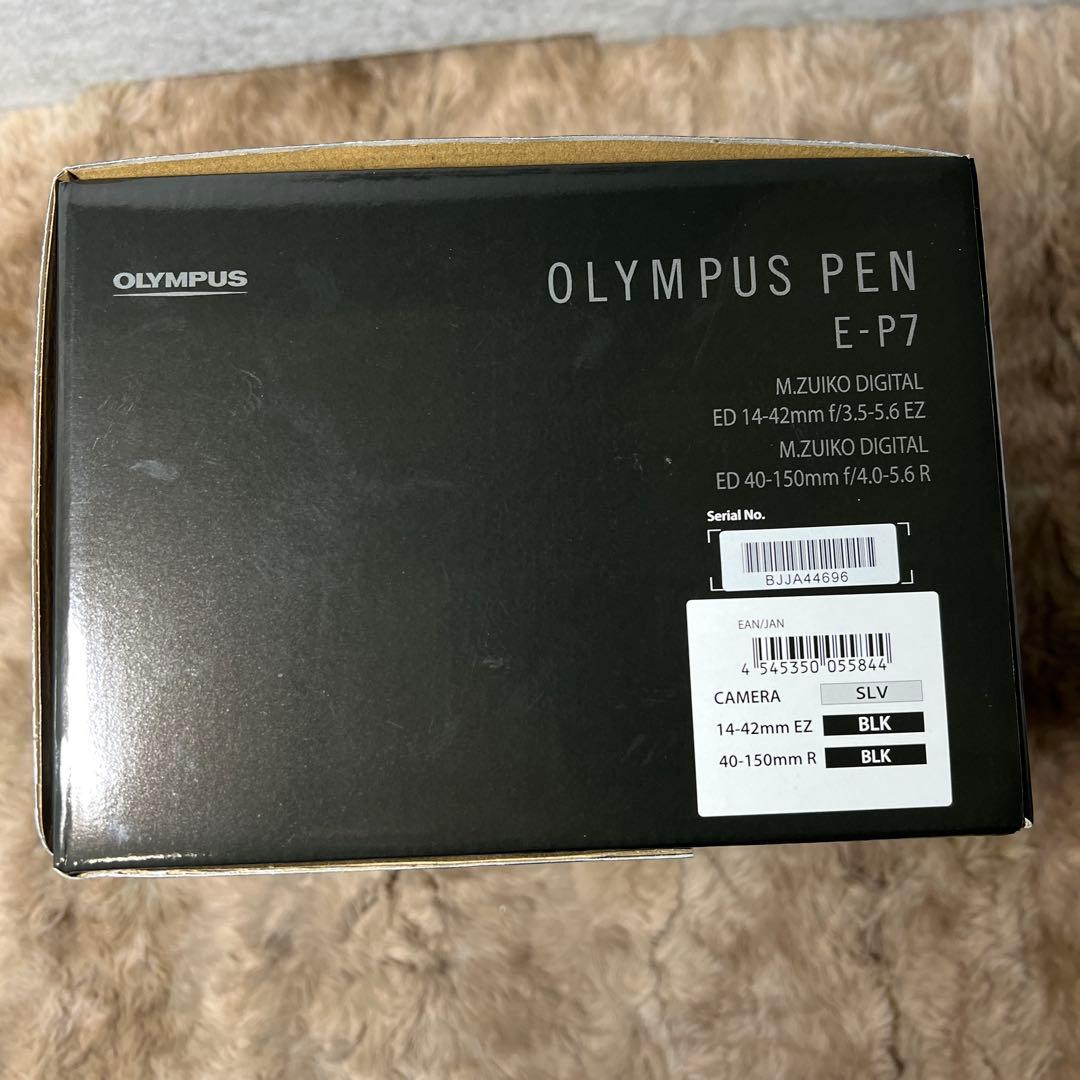 OLYMPUS
OLYMPUS PEN
E-P7
M.ZUIKO DIGITAL
ED 14-42mm f/3.5-5.6 EZ
M.ZUIKO DIGITAL
ED 40-150mm f/4.0-5.6 R
Serial No.
BJJA44696
EAN/JAN
4 545350 055844
CAMERA SLV
14-42mm EZ BLK
40-150mm R BLK